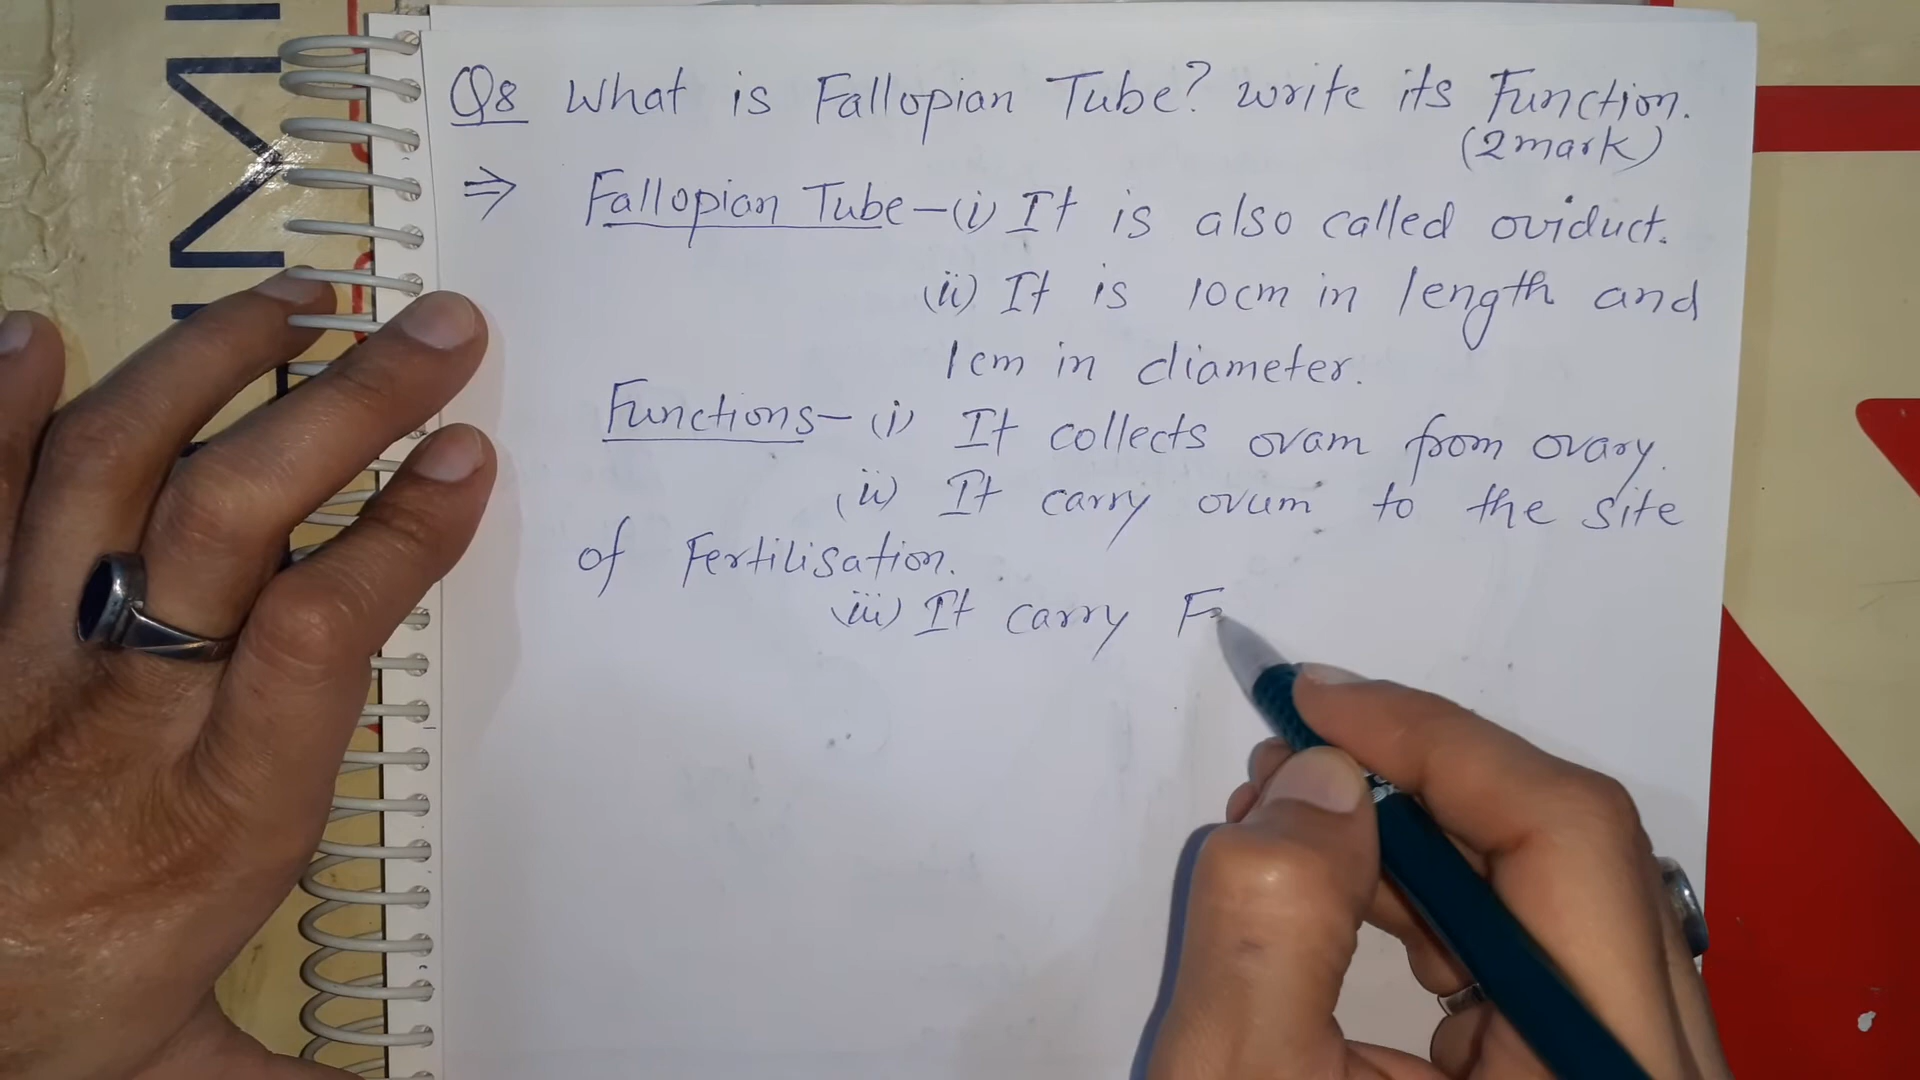 Q8 What is Fallopian Tube? write its Function.
(2 mark)
⇒ Fallopian Tube - (i) It is also called oviduct.
(ii) It is 10cm in length and
1cm in diameter.
Functions - (i) It collects ovam from ovary.
(ii) It carry ovum to the site
of Fertilisation.
(iii) It carry